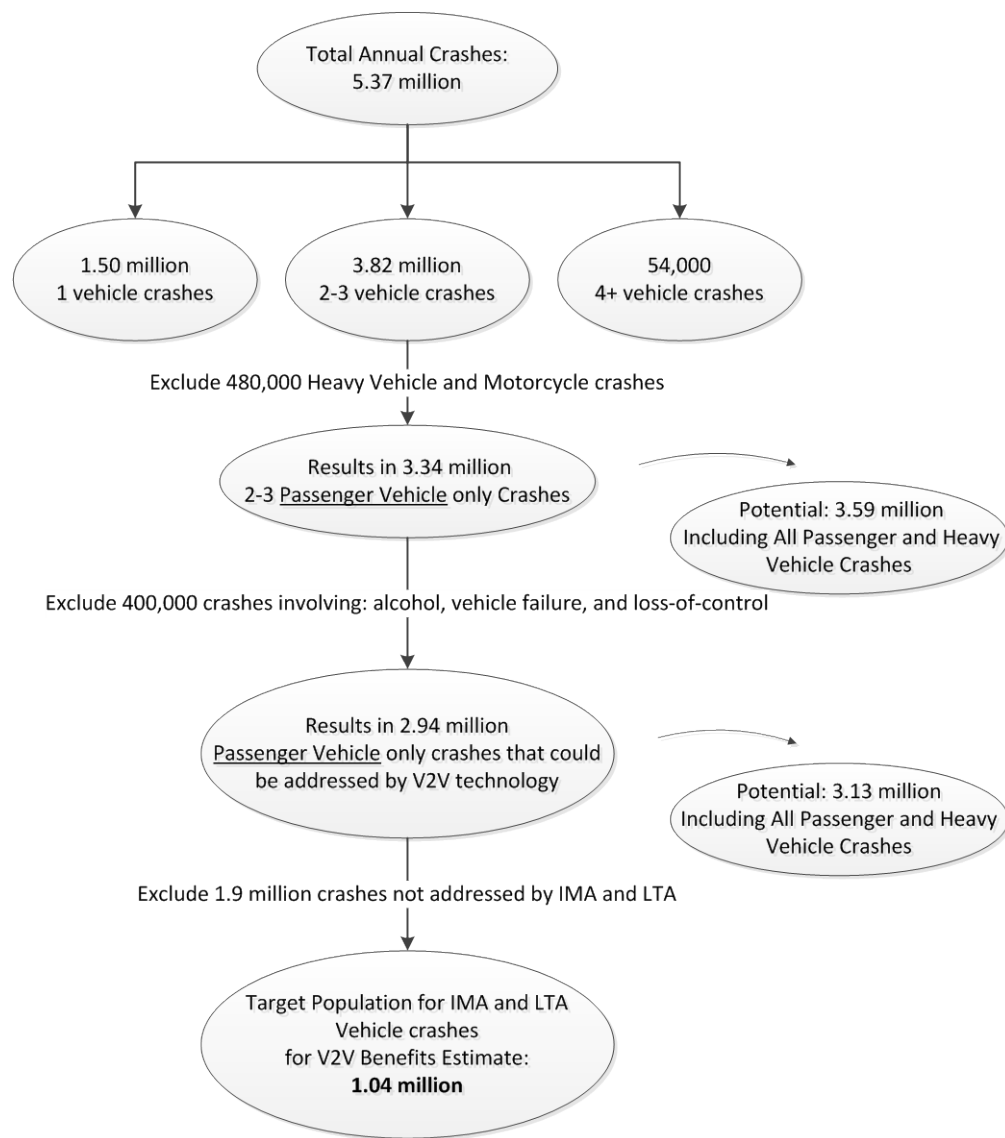 Total Annual Crashes:
5.37 million
1.50 million
1 vehicle crashes
3.82 million
2-3 vehicle crashes
54,000
4+ vehicle crashes
Exclude 480,000 Heavy Vehicle and Motorcycle crashes
Results in 3.34 million
2-3 Passenger Vehicle only Crashes
Potential: 3.59 million
Including All Passenger and Heavy
Vehicle Crashes
Exclude 400,000 crashes involving: alcohol, vehicle failure, and loss-of-control
Results in 2.94 million
Passenger Vehicle only crashes that could
be addressed by V2V technology
Potential: 3.13 million
Including All Passenger and Heavy
Vehicle Crashes
Exclude 1.9 million crashes not addressed by IMA and LTA
Target Population for IMA and LTA
Vehicle crashes
for V2V Benefits Estimate:
1.04 million